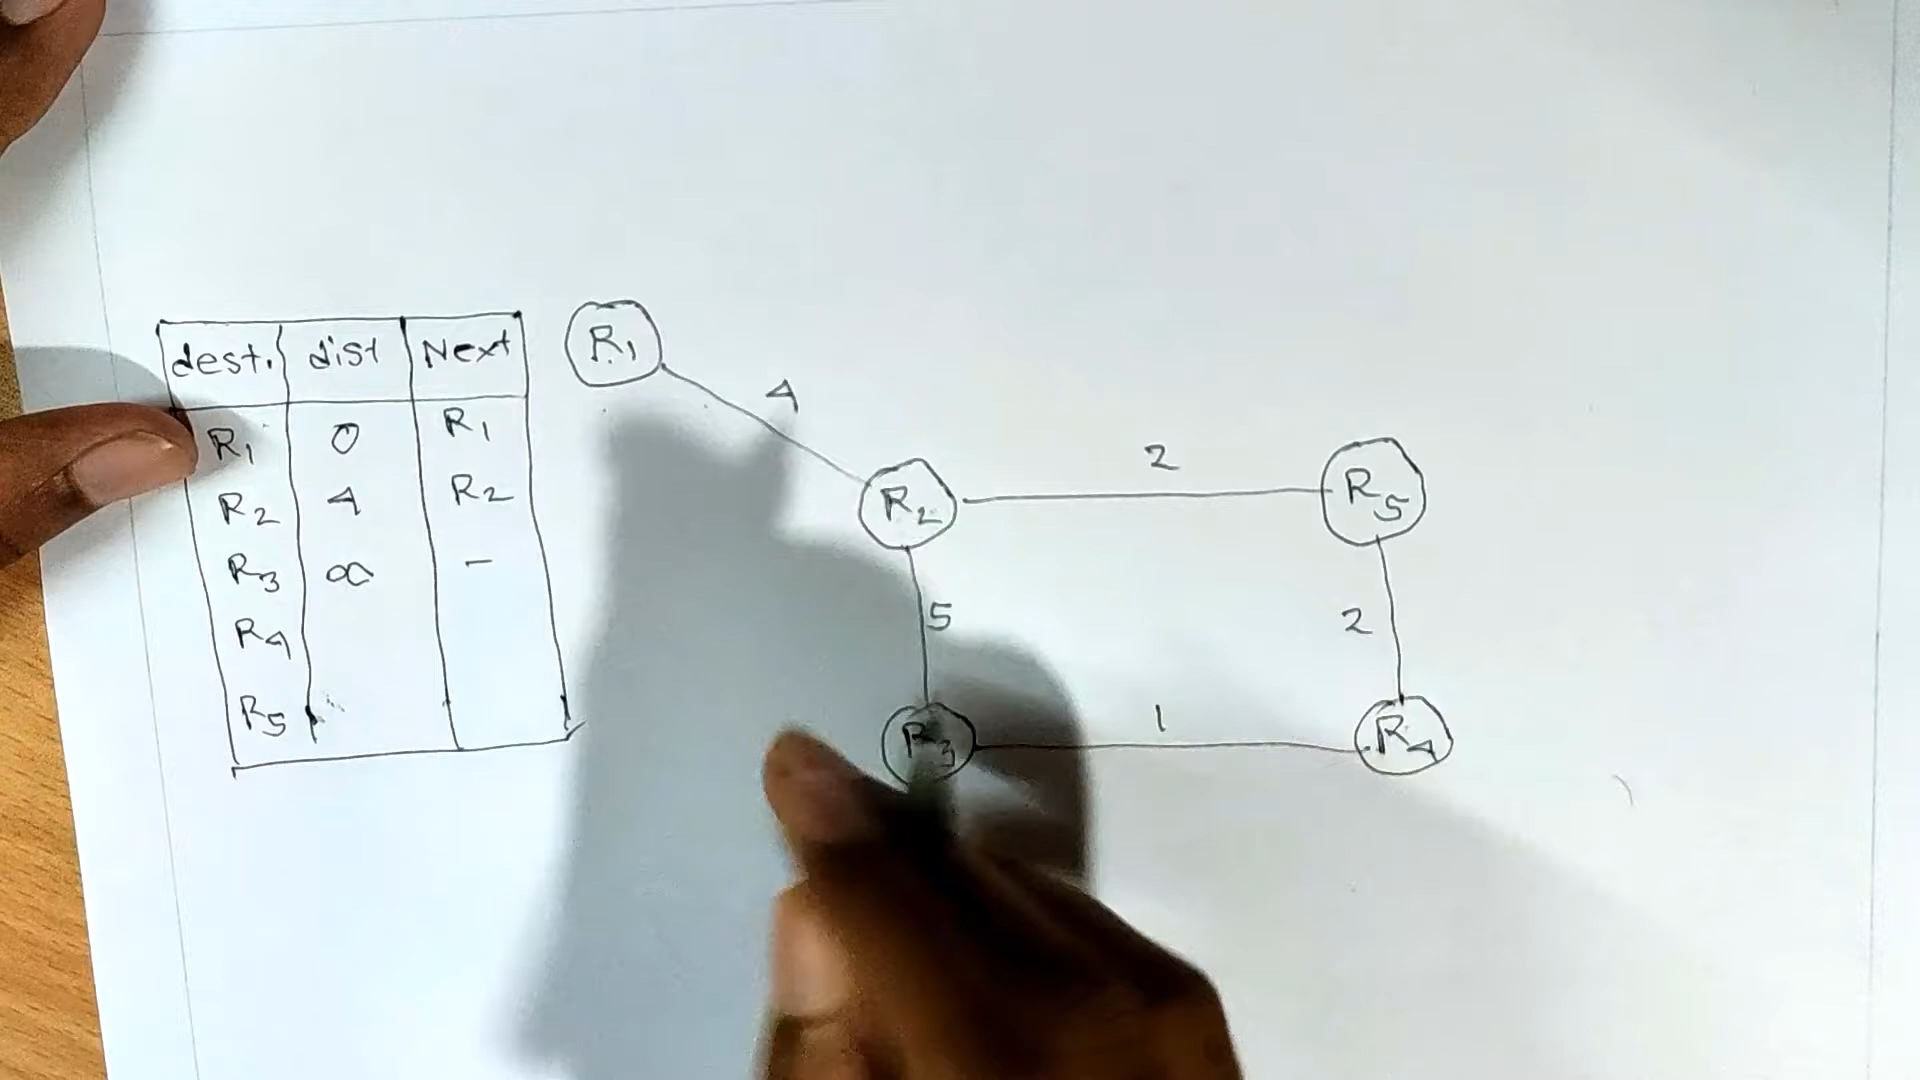 dest. dist Next
R1 0 R1
R2 4 R2
R3 ∞ -
R4
R5
R1
4
R2
2
R5
5
2
R3
1
R4